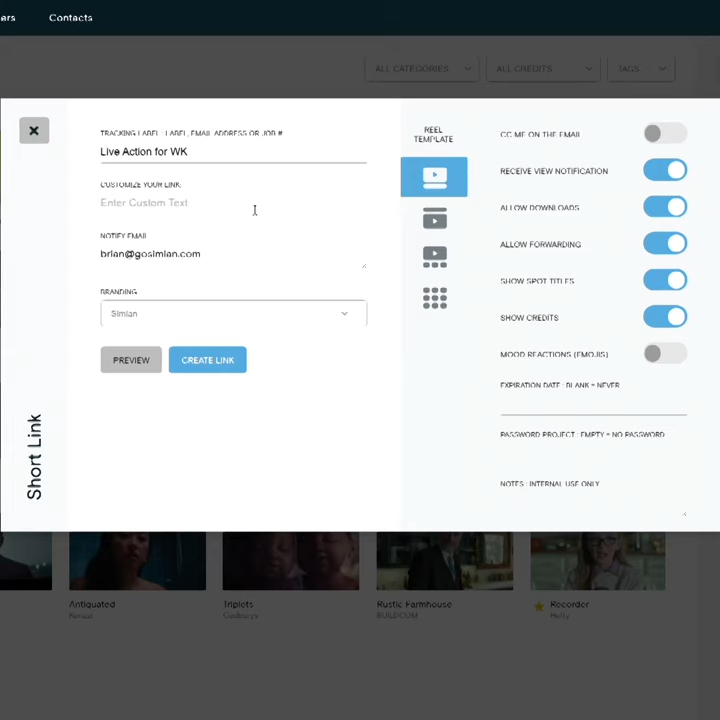 ars
Contacts
ALL CATEGORIES
ALL CREDITS
TAGS
TRACKING LABEL : LABEL, EMAIL ADDRESS OR JOB #
Live Action for WK
CUSTOMIZE YOUR LINK:
Enter Custom Text
NOTIFY EMAIL
brian@gosimian.com
BRANDING
Simian
PREVIEW
CREATE LINK
Short Link
REEL
TEMPLATE
CC ME ON THE EMAIL
RECEIVE VIEW NOTIFICATION
ALLOW DOWNLOADS
ALLOW FORWARDING
SHOW SPOT TITLES
SHOW CREDITS
MOOD REACTIONS (EMOJIS)
EXPIRATION DATE : BLANK = NEVER
PASSWORD PROJECT : EMPTY = NO PASSWORD
NOTES : INTERNAL USE ONLY
Antiquated
Triplets
Rustic Farmhouse
Recorder
Cadburys
BUILDCOM
Hefty